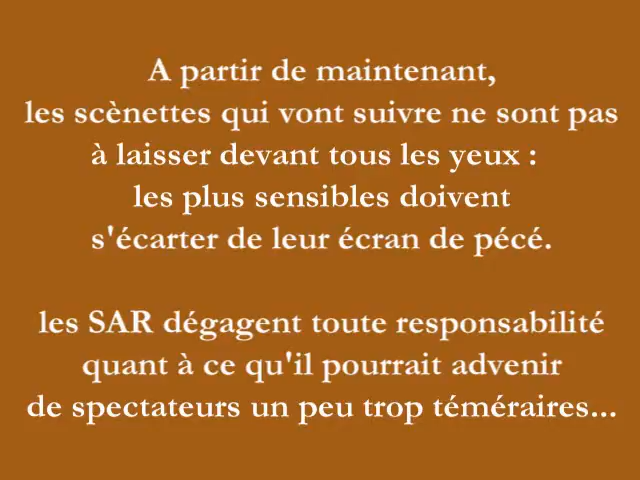 A partir de maintenant,
les scènettes qui vont suivre ne sont pas
à laisser devant tous les yeux :
les plus sensibles doivent
s'écarter de leur écran de pécé.
les SAR dégagent toute responsabilité
quant à ce qu'il pourrait advenir
de spectateurs un peu trop téméraires...